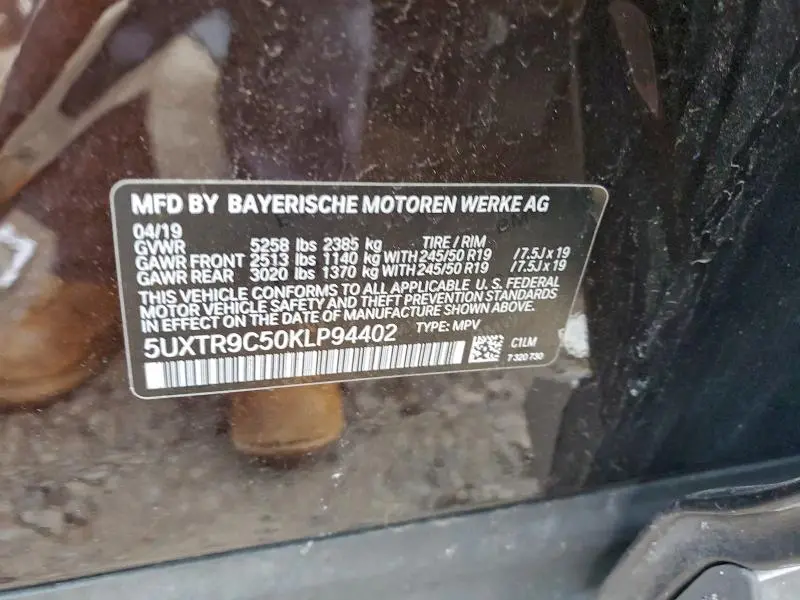 MFD BY BAYERISCHE MOTOREN WERKE AG
04/19
GVWR 5258 lbs 2385 kg TIRE / RIM
GAWR FRONT 2513 lbs 1140 kg WITH 245/50 R19 / 7.5J x 19
GAWR REAR 3020 lbs 1370 kg WITH 245/50 R19 / 7.5J x 19
THIS VEHICLE CONFORMS TO ALL APPLICABLE U. S. FEDERAL
MOTOR VEHICLE SAFETY AND THEFT PREVENTION STANDARDS
IN EFFECT ON THE DATE OF MANUFACTURE SHOWN ABOVE.
5UXTR9C50KLP94402 TYPE: MPV
C1LM
7 320 730